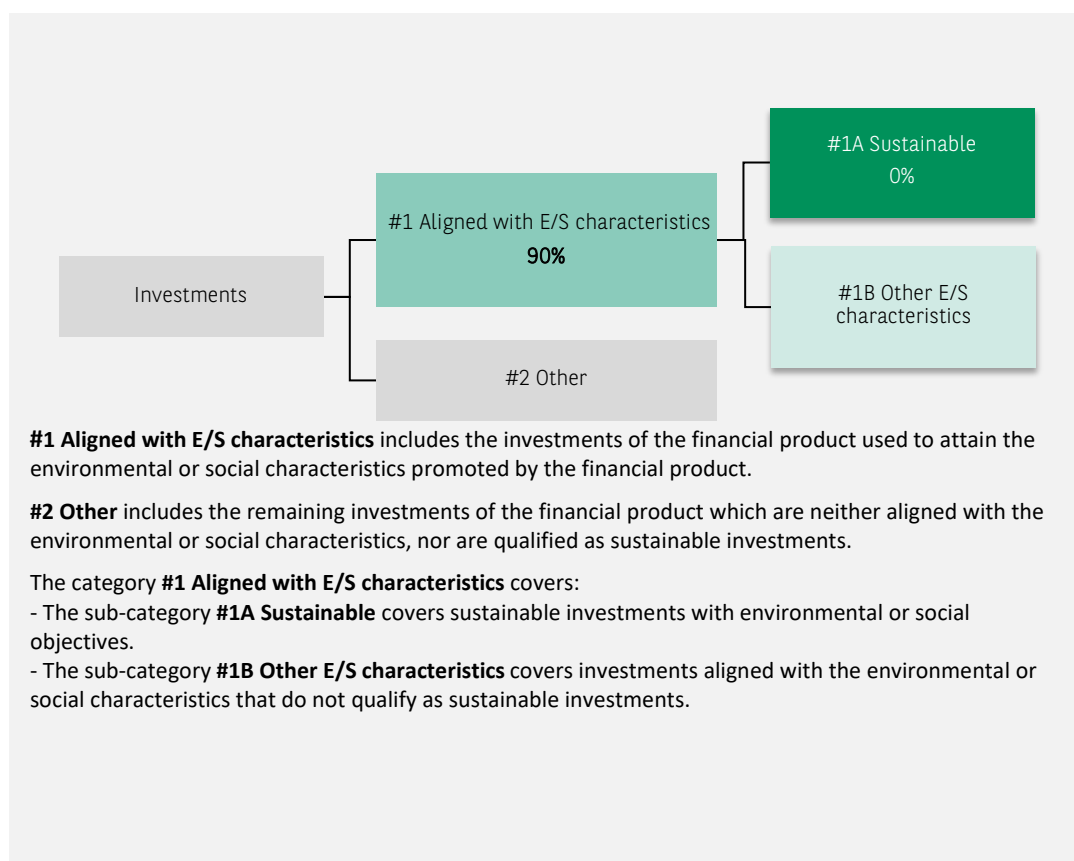 #1A Sustainable
0%
#1 Aligned with E/S characteristics
90%
Investments
#1B Other E/S
characteristics
#2 Other
#1 Aligned with E/S characteristics includes the investments of the financial product used to attain the
environmental or social characteristics promoted by the financial product.
#2 Other includes the remaining investments of the financial product which are neither aligned with the
environmental or social characteristics, nor are qualified as sustainable investments.
The category #1 Aligned with E/S characteristics covers:
- The sub-category #1A Sustainable covers sustainable investments with environmental or social
objectives.
- The sub-category #1B Other E/S characteristics covers investments aligned with the environmental or
social characteristics that do not qualify as sustainable investments.